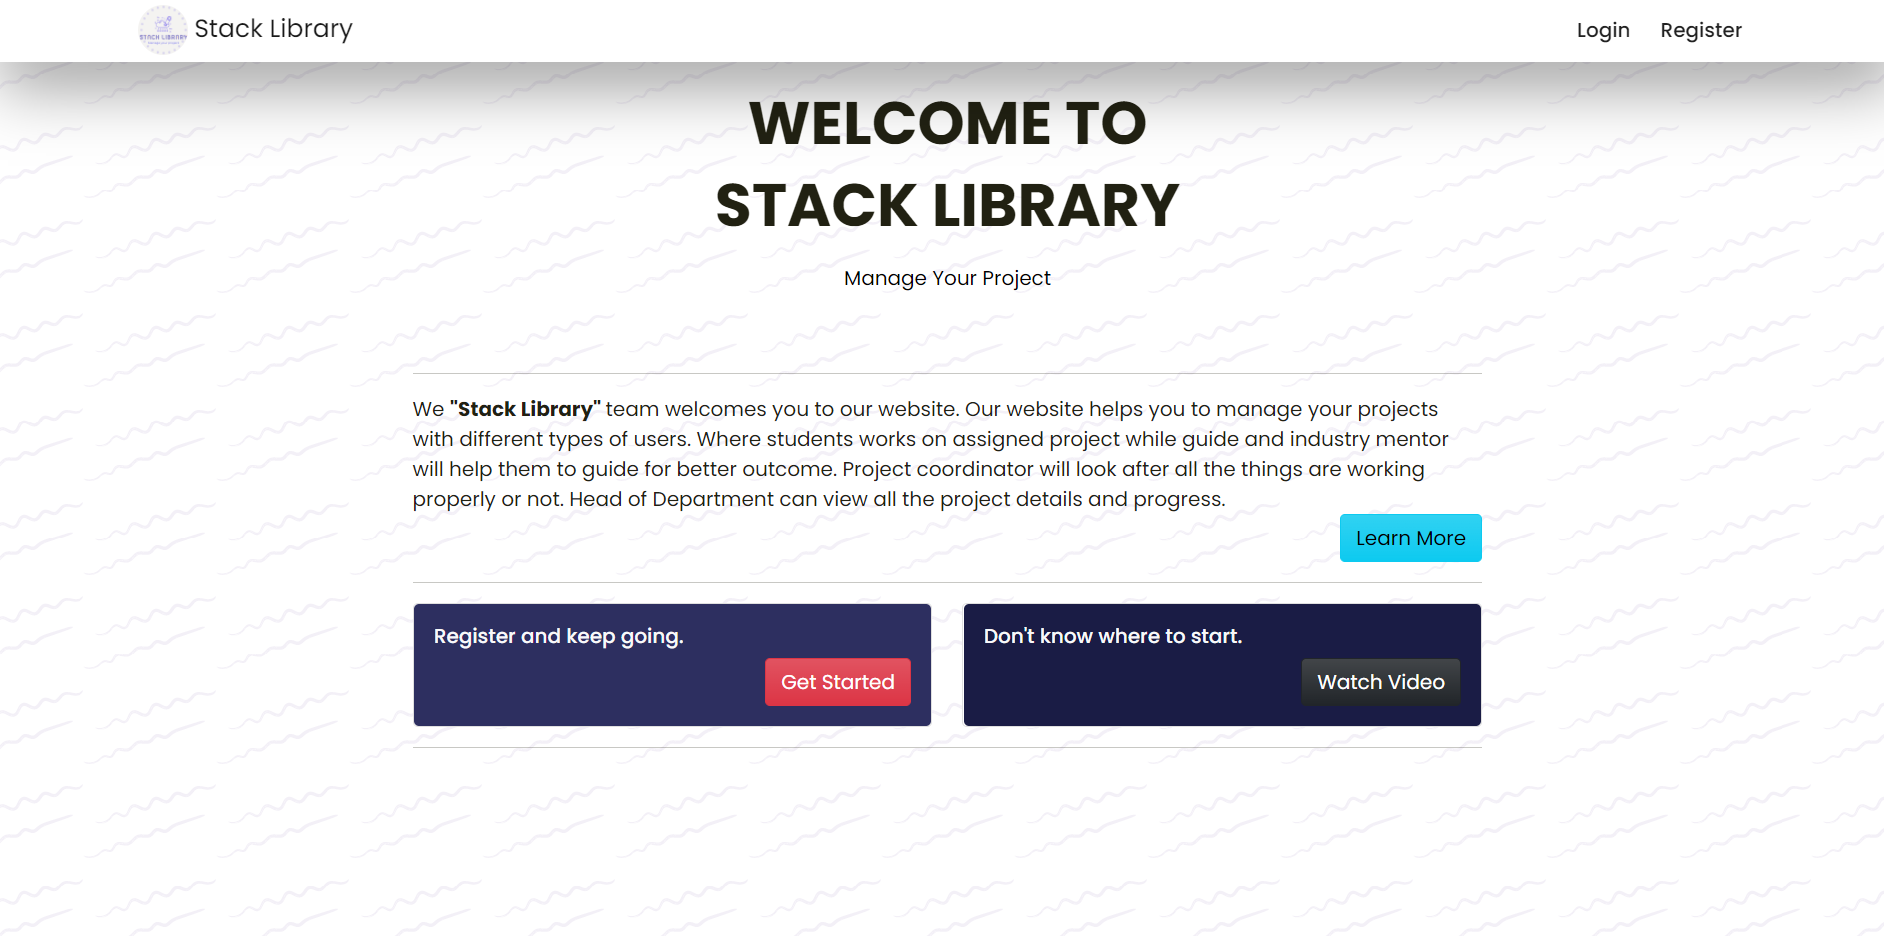 STACK LIBRARY
Stack Library
Login
Register
WELCOME TO
STACK LIBRARY
Manage Your Project
We "Stack Library" team welcomes you to our website. Our website helps you to manage your projects
with different types of users. Where students works on assigned project while guide and industry mentor
will help them to guide for better outcome. Project coordinator will look after all the things are working
properly or not. Head of Department can view all the project details and progress.
Learn More
Register and keep going.
Get Started
Don't know where to start.
Watch Video